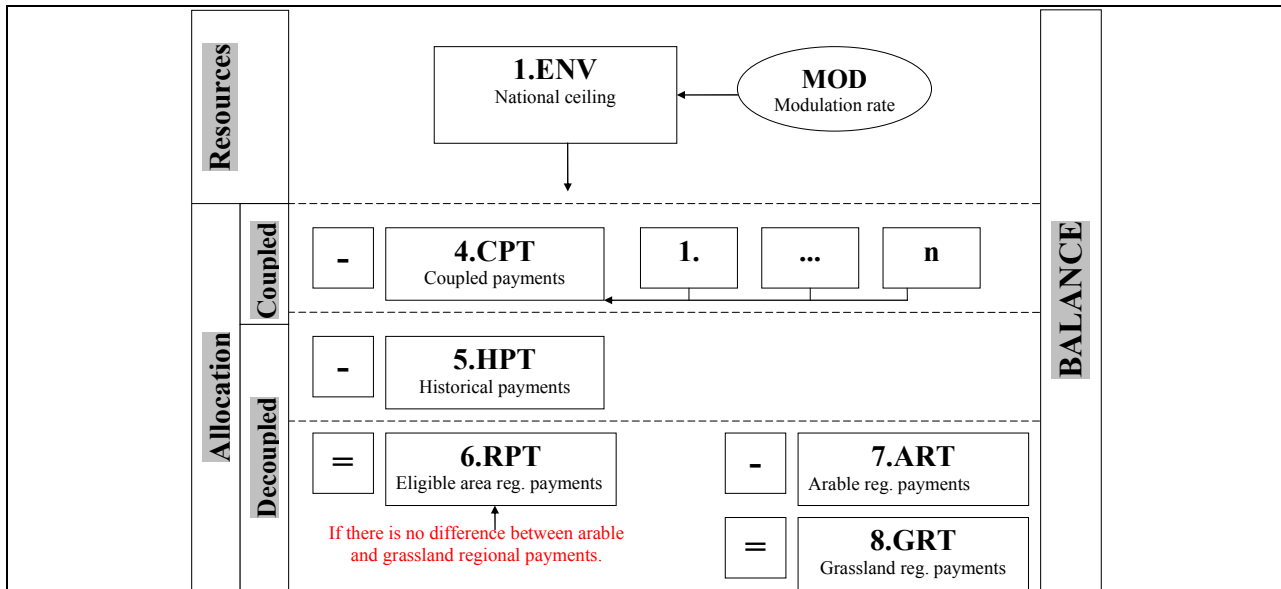 Resources
1.ENV
National ceiling
MOD
Modulation rate
Allocation
Coupled
-
4.CPT
Coupled payments
1.
...
n
Decoupled
-
5.HPT
Historical payments
=
6.RPT
Eligible area reg. payments
If there is no difference between arable
and grassland regional payments.
-
7.ART
Arable reg. payments
=
8.GRT
Grassland reg. payments
BALANCE